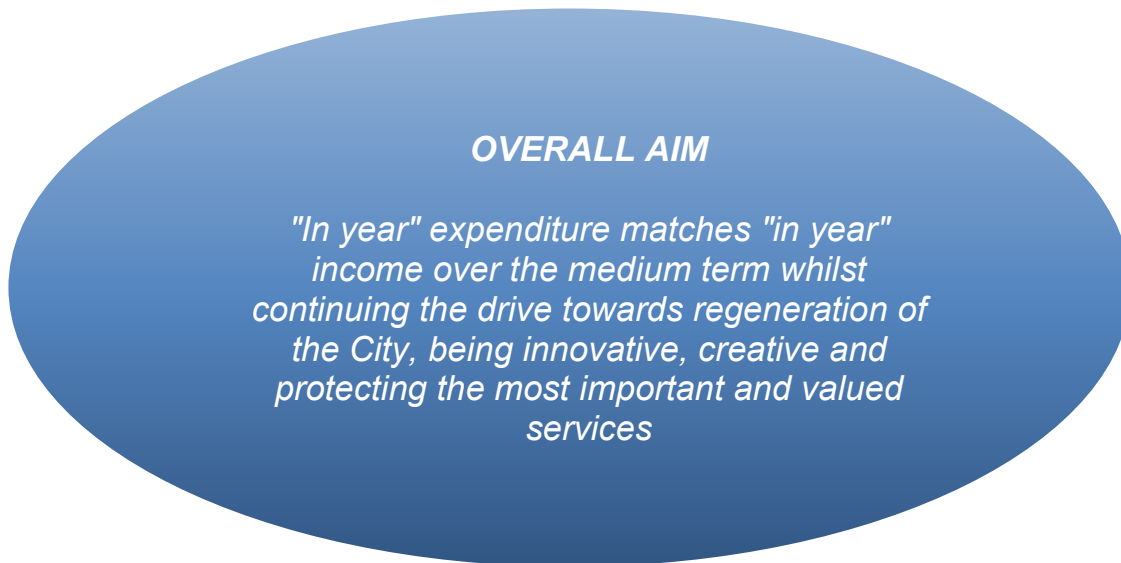 OVERALL AIM
"In year" expenditure matches "in year"
income over the medium term whilst
continuing the drive towards regeneration of
the City, being innovative, creative and
protecting the most important and valued
services